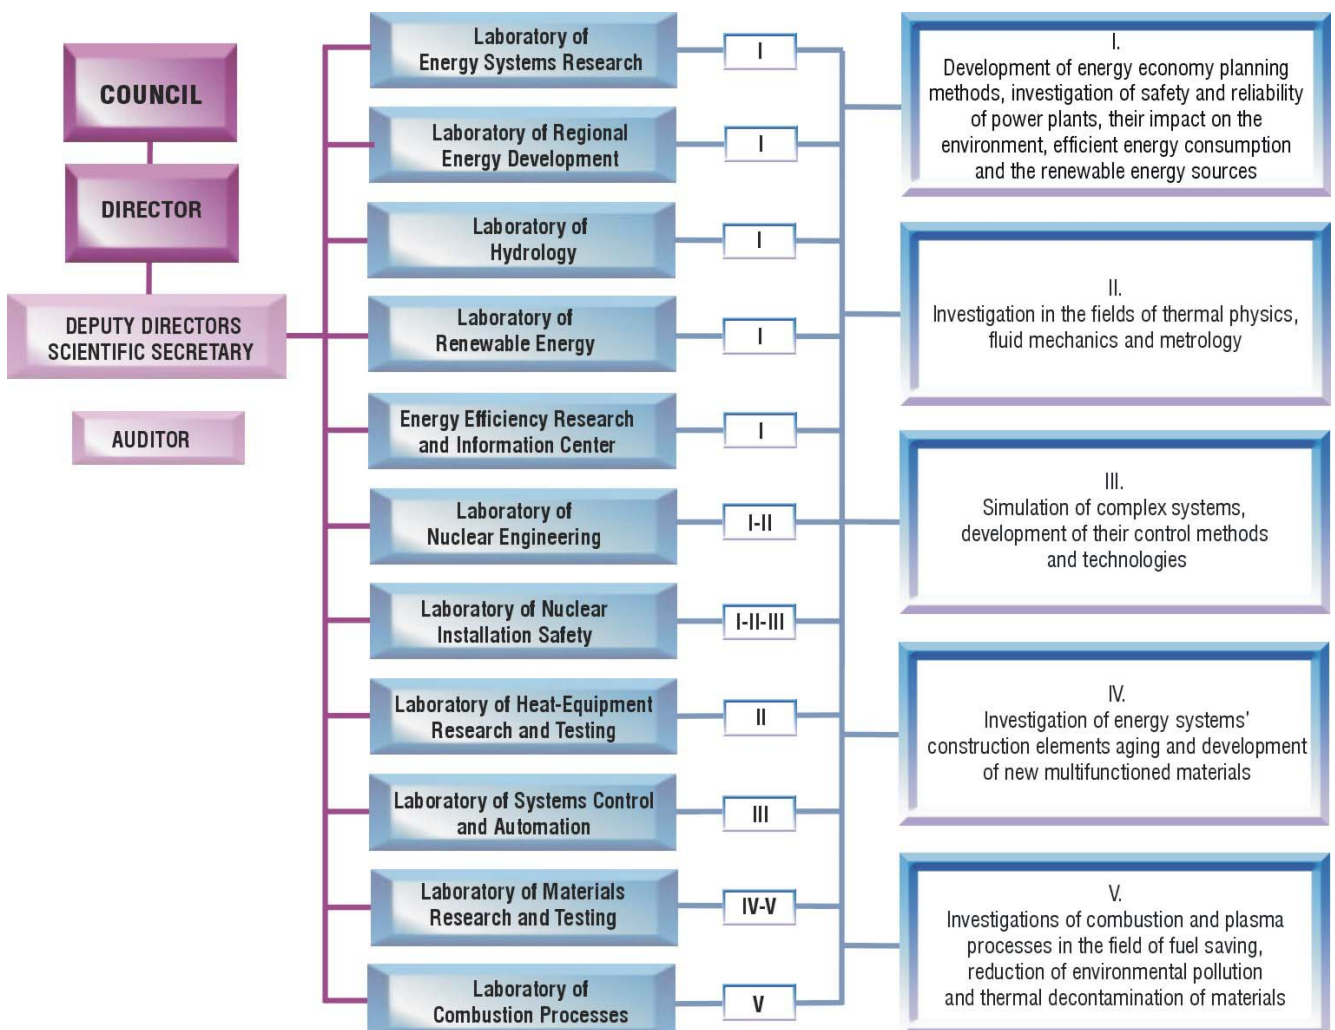 COUNCIL
DIRECTOR
DEPUTY DIRECTORS
SCIENTIFIC SECRETARY
AUDITOR
Laboratory of
Energy Systems Research
I
Laboratory of Regional
Energy Development
I
Laboratory of
Hydrology
I
Laboratory of
Renewable Energy
I
Energy Efficiency Research
and Information Center
I
Laboratory of
Nuclear Engineering
I-II
Laboratory of Nuclear
Installation Safety
I-II-III
Laboratory of Heat-Equipment
Research and Testing
II
Laboratory of Systems Control
and Automation
III
Laboratory of Materials
Research and Testing
IV-V
Laboratory of
Combustion Processes
V
I.
Development of energy economy planning
methods, investigation of safety and reliability
of power plants, their impact on the
environment, efficient energy consumption
and the renewable energy sources
II.
Investigation in the fields of thermal physics,
fluid mechanics and metrology
III.
Simulation of complex systems,
development of their control methods
and technologies
IV.
Investigation of energy systems'
construction elements aging and development
of new multifunctioned materials
V.
Investigations of combustion and plasma
processes in the field of fuel saving,
reduction of environmental pollution
and thermal decontamination of materials